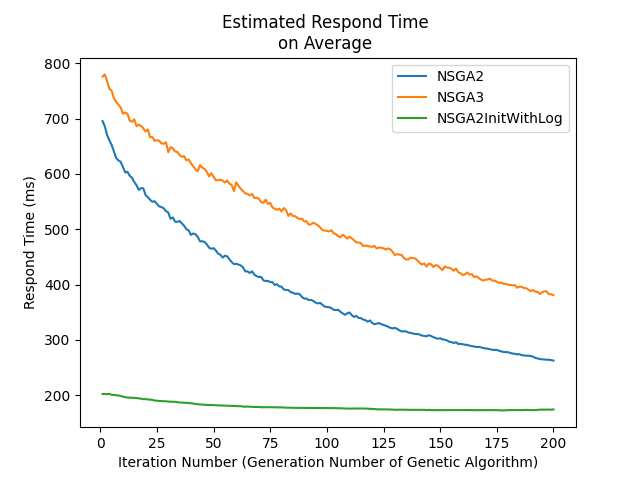 Estimated Respond Time
on Average
800
700
600
500
400
300
200
Respond Time (ms)
NSGA2
NSGA3
NSGA2InitWithLog
0 25 50 75 100 125 150 175 200
Iteration Number (Generation Number of Genetic Algorithm)